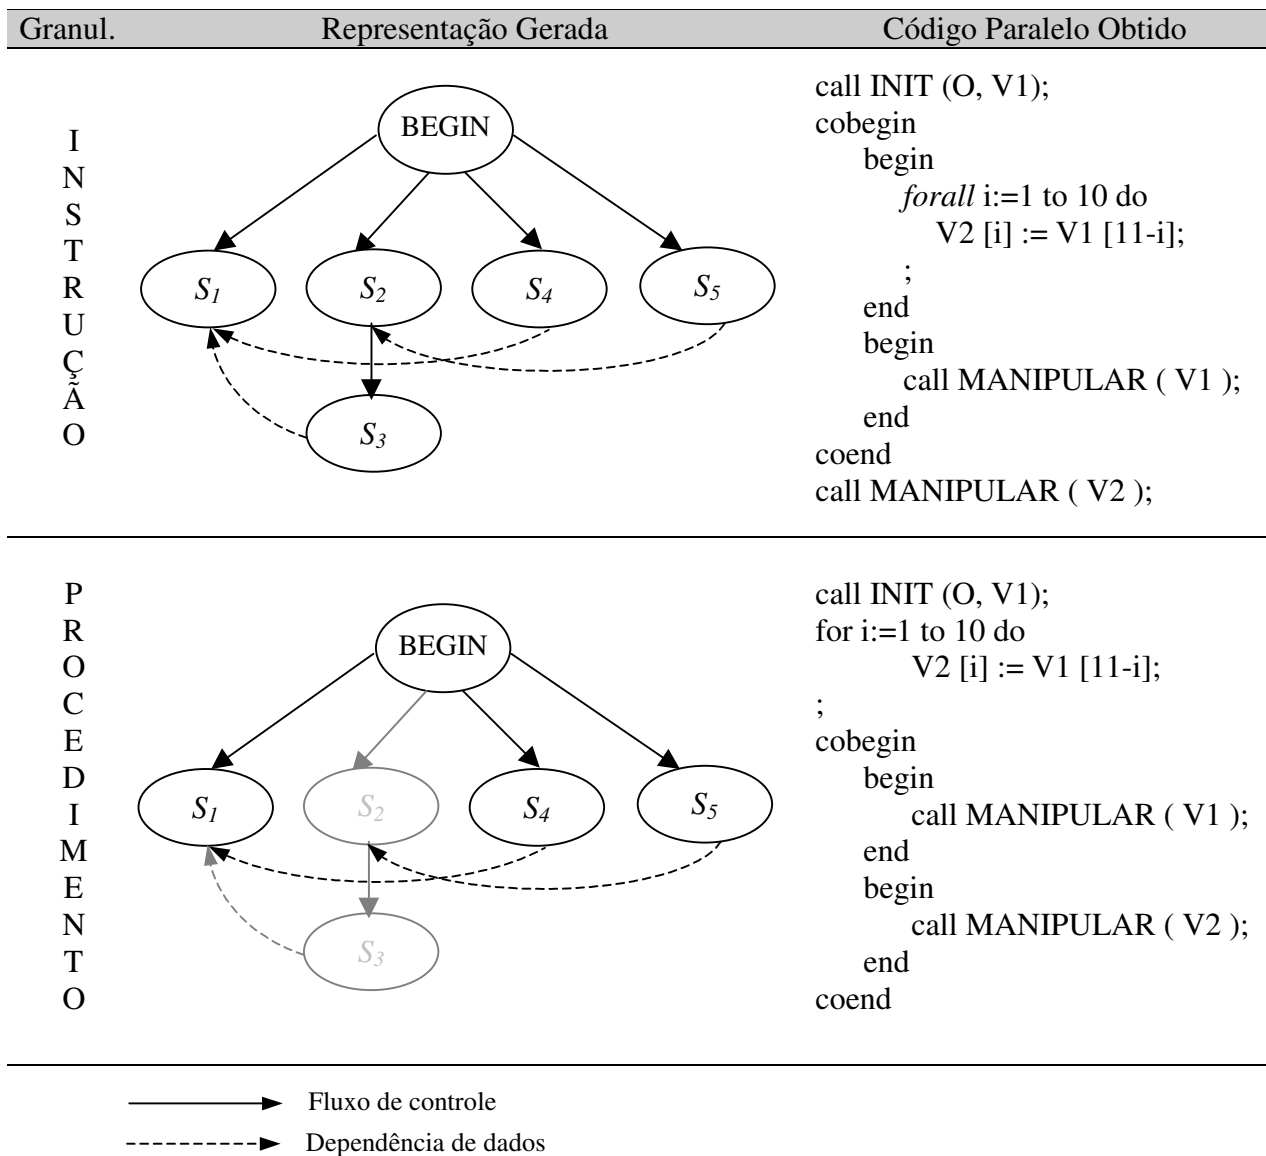 Granul. Representação Gerada Código Paralelo Obtido
I
N
S
T
R
U
Ç
Ã
O
BEGIN
S1 S2 S4 S5
S3
call INIT (O, V1);
cobegin
begin
forall i:=1 to 10 do
V2 [i] := V1 [11-i];
;
end
begin
call MANIPULAR ( V1 );
end
coend
call MANIPULAR ( V2 );
P
R
O
C
E
D
I
M
E
N
T
O
BEGIN
S1 S2 S4 S5
S3
call INIT (O, V1);
for i:=1 to 10 do
V2 [i] := V1 [11-i];
;
cobegin
begin
call MANIPULAR ( V1 );
end
begin
call MANIPULAR ( V2 );
end
coend
Fluxo de controle
Dependência de dados